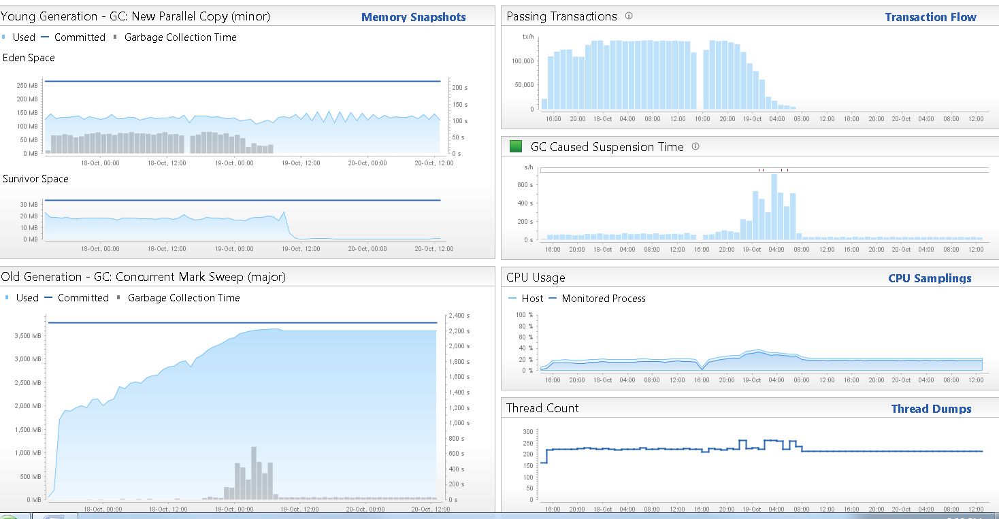 Young Generation - GC: New Parallel Copy (minor) Memory Snapshots
Used Committed Garbage Collection Time
Eden Space
250 MB
200 MB
150 MB
100 MB
50 MB
0 MB
200 s
150 s
100 s
50 s
0 s
18-Oct, 00:00 18-Oct, 12:00 19-Oct, 00:00 19-Oct, 12:00 20-Oct, 00:00 20-Oct, 12:00
Survivor Space
30 MB
20 MB
10 MB
0 MB
18-Oct, 00:00 18-Oct, 12:00 19-Oct, 00:00 19-Oct, 12:00 20-Oct, 00:00 20-Oct, 12:00
Old Generation - GC: Concurrent Mark Sweep (major)
Used Committed Garbage Collection Time
3,500 MB
3,000 MB
2,500 MB
2,000 MB
1,500 MB
1,000 MB
500 MB
0 MB
2,400 s
2,200 s
2,000 s
1,800 s
1,600 s
1,400 s
1,200 s
1,000 s
800 s
600 s
400 s
200 s
0 s
18-Oct, 00:00 18-Oct, 12:00 19-Oct, 00:00 19-Oct, 12:00 20-Oct, 00:00 20-Oct, 12:00
Passing Transactions Transaction Flow
tx/h
100,000
50,000
0
16:00 20:00 18-Oct 04:00 08:00 12:00 16:00 20:00 19-Oct 04:00 08:00 12:00 16:00 20:00 20-Oct 04:00 08:00 12:00
GC Caused Suspension Time
s/h
600 s
400 s
200 s
0 s
16:00 20:00 18-Oct 04:00 08:00 12:00 16:00 20:00 19-Oct 04:00 08:00 12:00 16:00 20:00 20-Oct 04:00 08:00 12:00
CPU Usage CPU Samplings
Host Monitored Process
100 %
80 %
60 %
40 %
20 %
0 %
16:00 20:00 18-Oct 04:00 08:00 12:00 16:00 20:00 19-Oct 04:00 08:00 12:00 16:00 20:00 20-Oct 04:00 08:00 12:00
Thread Count Thread Dumps
300
250
200
150
100
50
0
16:00 20:00 18-Oct 04:00 08:00 12:00 16:00 20:00 19-Oct 04:00 08:00 12:00 16:00 20:00 20-Oct 04:00 08:00 12:00